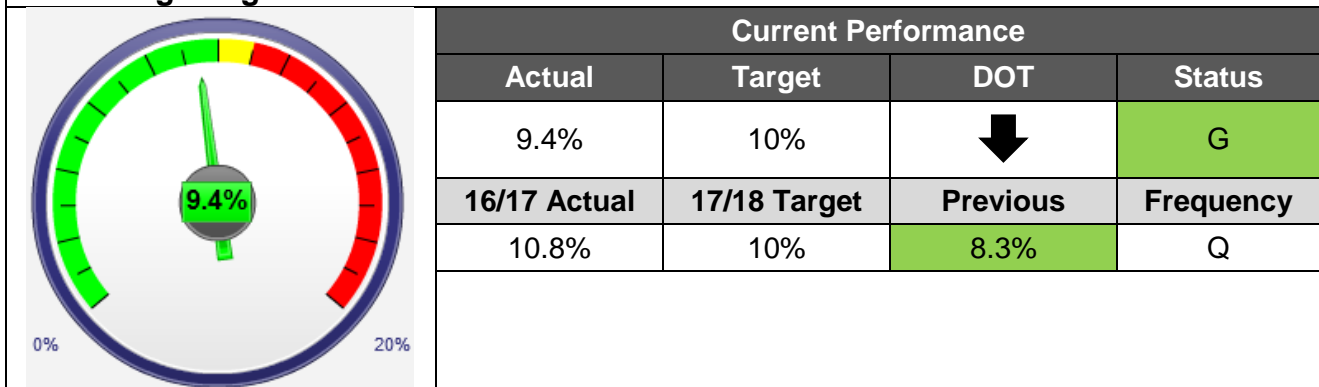 Current Performance
Actual Target DOT Status
9.4% 10% G
16/17 Actual 17/18 Target Previous Frequency
10.8% 10% 8.3% Q
9.4%
0% 20%